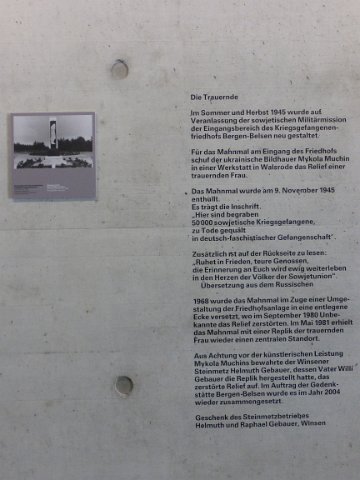 Die Trauernde
Im Sommer und Herbst 1945 wurde auf
Veranlassung der sowjetischen Militärmission
der Eingangsbereich des Kriegsgefangenen-
friedhofs Bergen-Belsen neu gestaltet.
Für das Mahnmal am Eingang des Friedhofs
schuf der ukrainische Bildhauer Mykola Muchin
in einer Werkstatt in Walsrode das Relief einer
trauernden Frau.
Das Mahnmal wurde am 9. November 1945
enthüllt.
Es trägt die Inschrift.
„Hier sind begraben
50 000 sowjetische Kriegsgefangene,
zu Tode gequält
in deutsch-faschistischer Gefangenschaft".
Zusätzlich ist auf der Rückseite zu lesen:
„Ruhet in Frieden, teure Genossen,
die Erinnerung an Euch wird ewig weiterleben
in den Herzen der Völker der Sowjetunion".
Übersetzung aus dem Russischen
1968 wurde das Mahnmal im Zuge einer Umge-
staltung der Friedhofsanlage in eine entlegene
Ecke versetzt, wo im September 1980 Unbe-
kannte das Relief zerstörten. Im Mai 1981 erhielt
das Mahnmal mit einer Replik der trauernden
Frau wieder einen zentralen Standort.
Aus Achtung vor der künstlerischen Leistung
Mykola Muchins bewahrte der Winsener
Steinmetz Helmuth Gebauer, dessen Vater Willi
Gebauer die Replik hergestellt hatte, das
zerstörte Relief auf. Im Auftrag der Gedenk-
stätte Bergen-Belsen wurde es im Jahr 2004
wieder zusammengesetzt.
Geschenk des Steinmetzbetriebes
Helmuth und Raphael Gebauer, Winsen